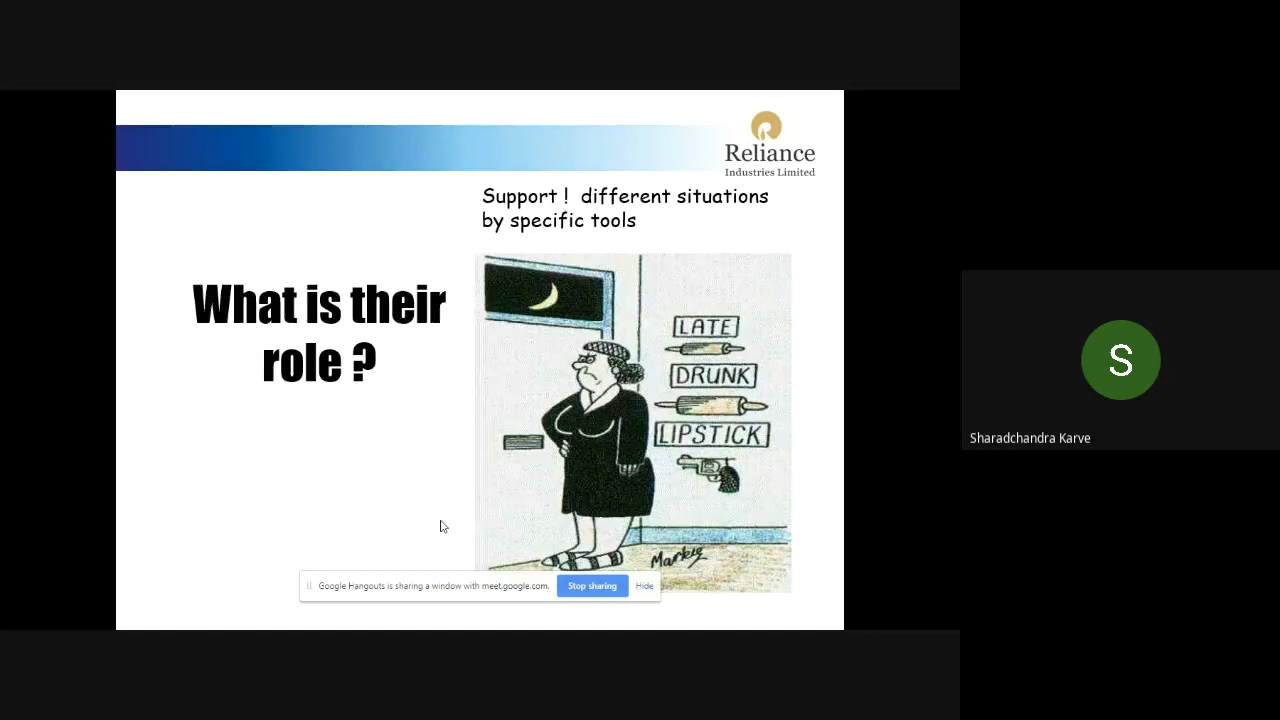 Reliance
Industries Limited
Support ! different situations
by specific tools
What is their
role ?
LATE
DRUNK
LIPSTICK
Markie
Google Hangouts is sharing a window with meet.google.com.
Stop sharing
Hide
S
Sharadchandra Karve